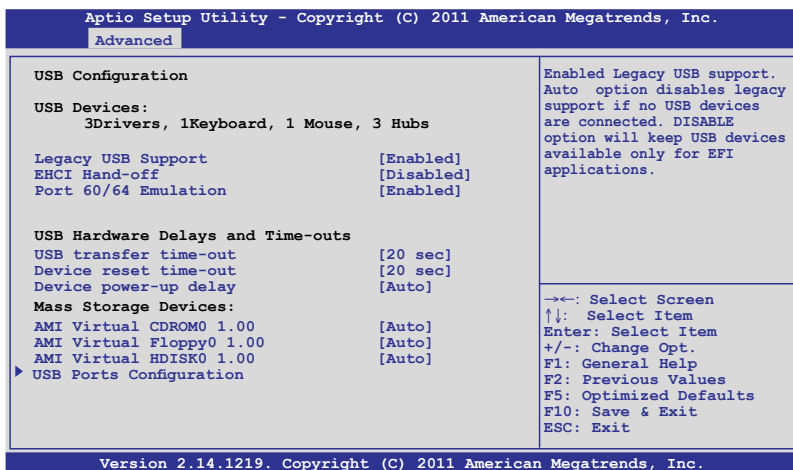 Aptio Setup Utility - Copyright (C) 2011 American Megatrends, Inc.
Advanced
USB Configuration
USB Devices:
3Drivers, 1Keyboard, 1 Mouse, 3 Hubs
Legacy USB Support [Enabled]
EHCI Hand-off [Disabled]
Port 60/64 Emulation [Enabled]
USB Hardware Delays and Time-outs
USB transfer time-out [20 sec]
Device reset time-out [20 sec]
Device power-up delay [Auto]
Mass Storage Devices:
AMI Virtual CDROM0 1.00 [Auto]
AMI Virtual Floppy0 1.00 [Auto]
AMI Virtual HDISK0 1.00 [Auto]
USB Ports Configuration
Enabled Legacy USB support.
Auto option disables legacy
support if no USB devices
are connected. DISABLE
option will keep USB devices
available only for EFI
applications.
→←: Select Screen
↑↓: Select Item
Enter: Select Item
+/-: Change Opt.
F1: General Help
F2: Previous Values
F5: Optimized Defaults
F10: Save & Exit
ESC: Exit
Version 2.14.1219. Copyright (C) 2011 American Megatrends, Inc.